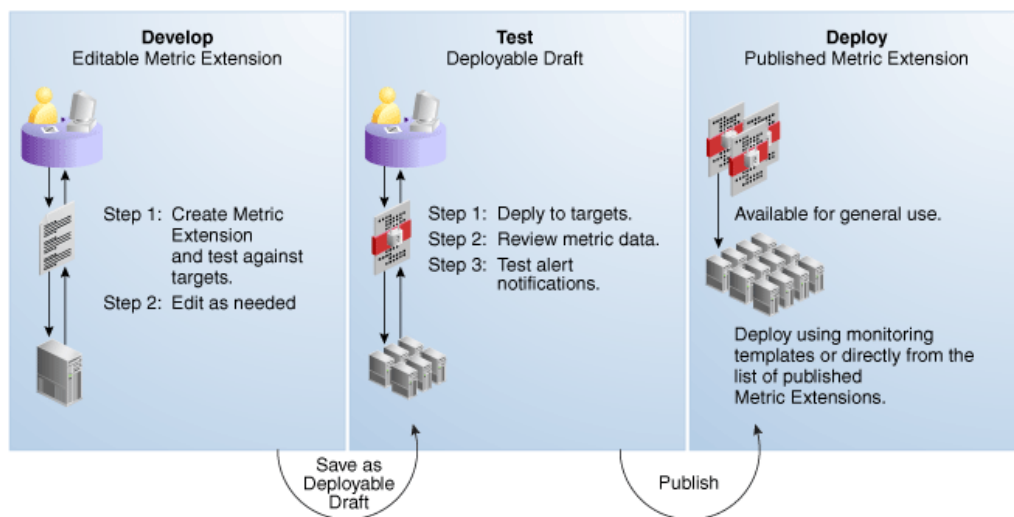 Develop
Editable Metric Extension
Step 1: Create Metric
Extension
and test against
targets.
Step 2: Edit as needed
Test
Deployable Draft
Step 1: Deply to targets.
Step 2: Review metric data.
Step 3: Test alert
notifications.
Deploy
Published Metric Extension
Available for general use.
Deploy using monitoring
templates or directly from the
list of published
Metric Extensions.
Save as
Deployable
Draft
Publish